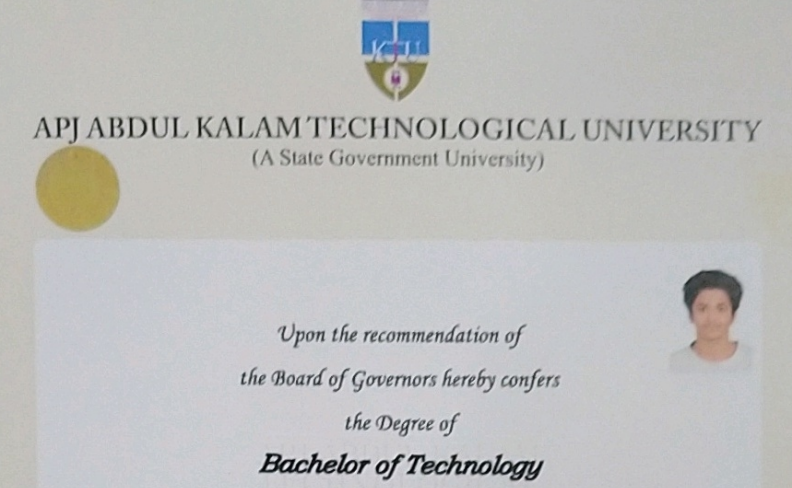 KTU
APJ ABDUL KALAM TECHNOLOGICAL UNIVERSITY
(A State Government University)
Upon the recommendation of
the Board of Governors hereby confers
the Degree of
Bachelor of Technology